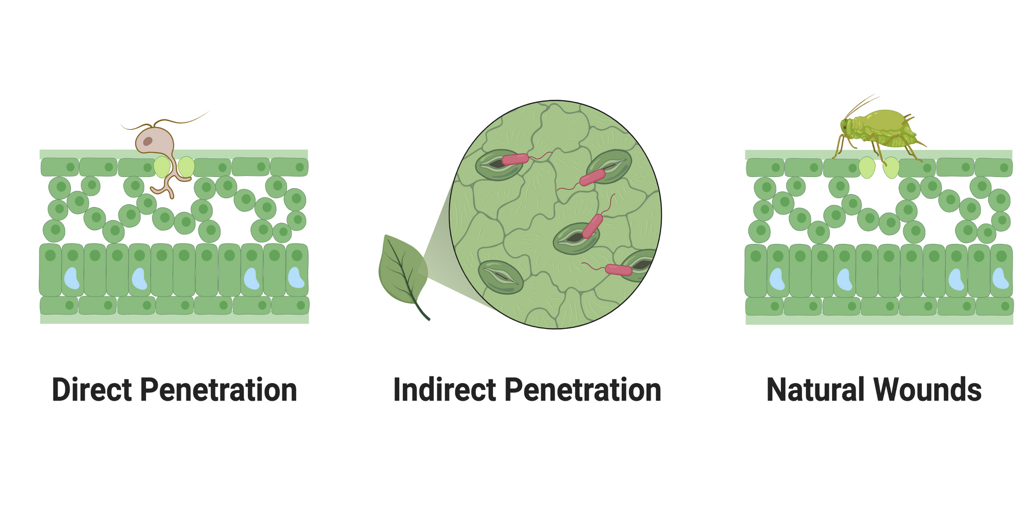 Direct Penetration
Indirect Penetration
Natural Wounds